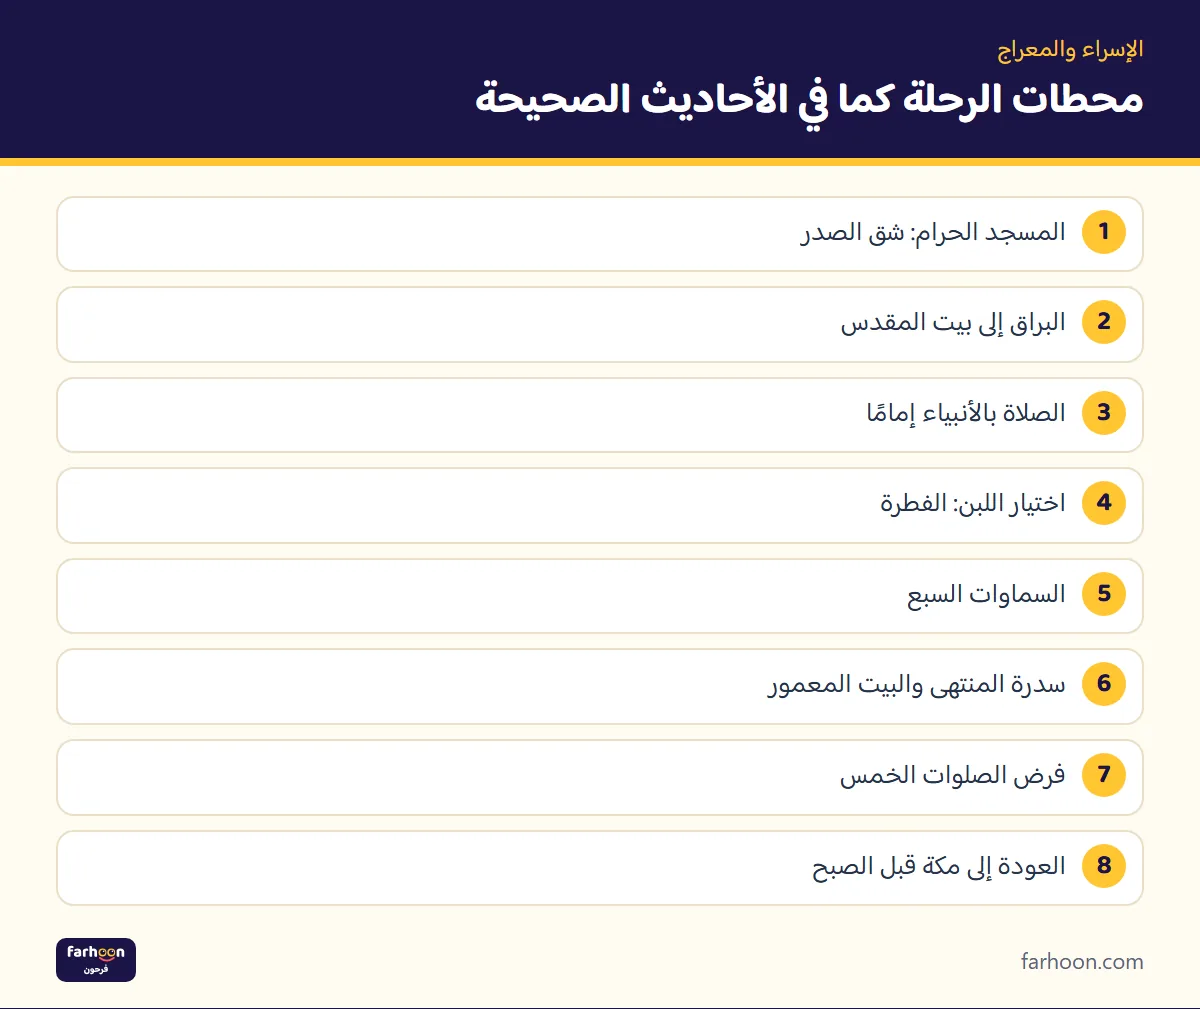 الإسراء والمعراج
محطات الرحلة كما في الأحاديث الصحيحة
1 المسجد الحرام: شق الصدر
2 البراق إلى بيت المقدس
3 الصلاة بالأنبياء إمامًا
4 اختيار اللبن: الفطرة
5 السماوات السبع
6 سدرة المنتهى والبيت المعمور
7 فرض الصلوات الخمس
8 العودة إلى مكة قبل الصبح
farhoon.com
farhoon
فرحون